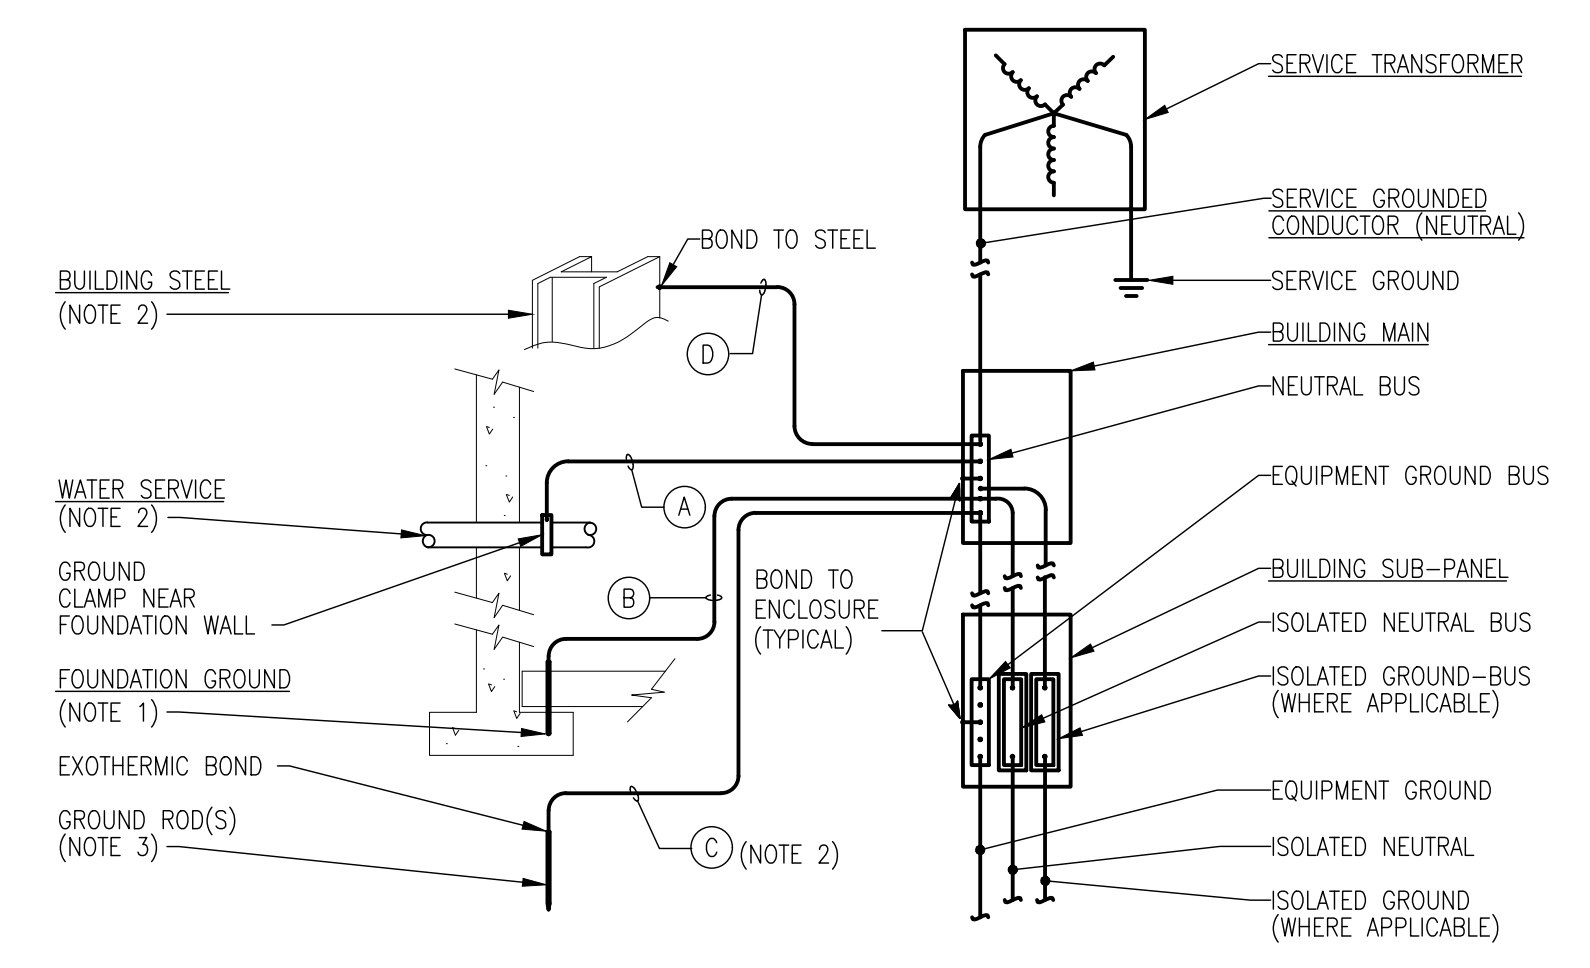 SERVICE TRANSFORMER
SERVICE GROUNDED
CONDUCTOR (NEUTRAL)
BOND TO STEEL
BUILDING STEEL
(NOTE 2)
SERVICE GROUND
BUILDING MAIN
D
NEUTRAL BUS
EQUIPMENT GROUND BUS
WATER SERVICE
(NOTE 2)
A
GROUND
CLAMP NEAR
FOUNDATION WALL
B
BOND TO
ENCLOSURE
(TYPICAL)
BUILDING SUB-PANEL
ISOLATED NEUTRAL BUS
FOUNDATION GROUND
(NOTE 1)
ISOLATED GROUND-BUS
(WHERE APPLICABLE)
EXOTHERMIC BOND
EQUIPMENT GROUND
GROUND ROD(S)
(NOTE 3)
C (NOTE 2)
ISOLATED NEUTRAL
ISOLATED GROUND
(WHERE APPLICABLE)